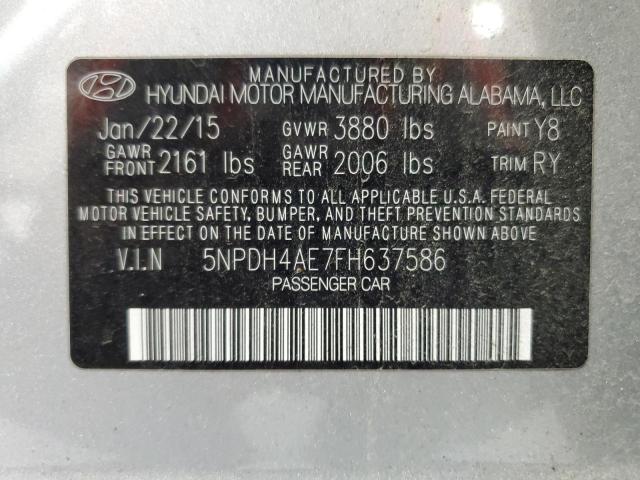 MANUFACTURED BY
HYUNDAI MOTOR MANUFACTURING ALABAMA, LLC
Jan/22/15 GVWR 3880 lbs PAINT Y8
GAWR FRONT 2161 lbs GAWR REAR 2006 lbs TRIM RY
THIS VEHICLE CONFORMS TO ALL APPLICABLE U.S.A. FEDERAL
MOTOR VEHICLE SAFETY, BUMPER, AND THEFT PREVENTION STANDARDS
IN EFFECT ON THE DATE OF MANUFACTURE SHOWN ABOVE.
V.I.N 5NPDH4AE7FH637586
PASSENGER CAR